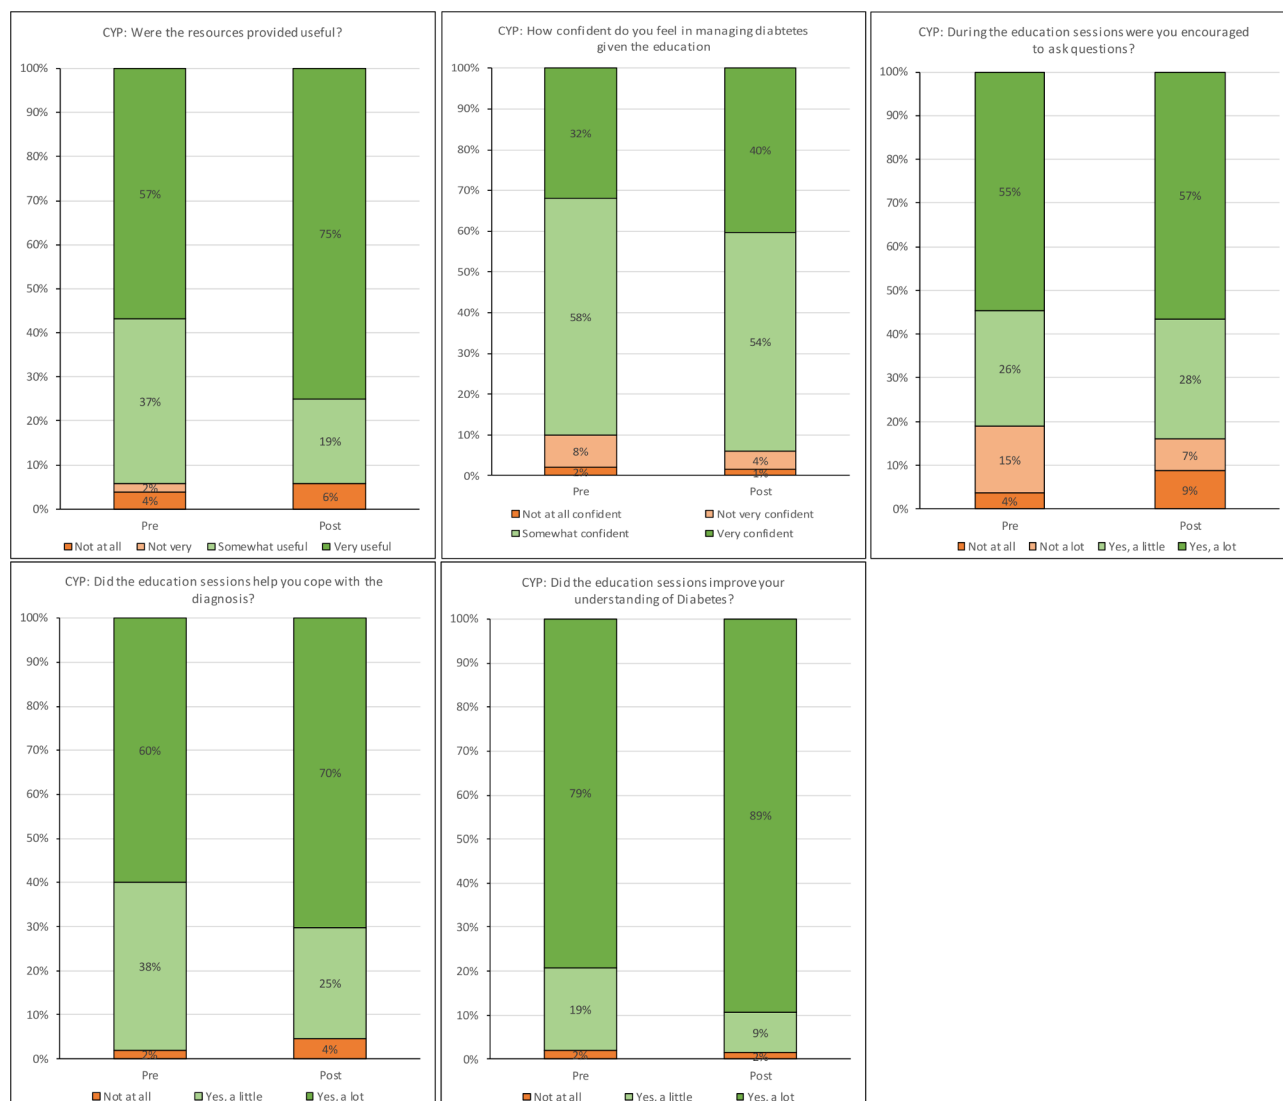 CYP: Were the resources provided useful?
100%
90%
80%
70%
60%
50%
40%
30%
20%
10%
0%
57%
37%
2%
4%
75%
19%
6%
Pre
Post
Not at all
Not very
Somewhat useful
Very useful
CYP: How confident do you feel in managing diabtetes
given the education
100%
90%
80%
70%
60%
50%
40%
30%
20%
10%
0%
32%
58%
8%
2%
40%
54%
4%
1%
Pre
Post
Not at all confident
Not very confident
Somewhat confident
Very confident
CYP: During the education sessions were you encouraged
to ask questions?
100%
90%
80%
70%
60%
50%
40%
30%
20%
10%
0%
55%
26%
15%
4%
57%
28%
7%
9%
Pre
Post
Not at all
Not a lot
Yes, a little
Yes, a lot
CYP: Did the education sessions help you cope with the
diagnosis?
100%
90%
80%
70%
60%
50%
40%
30%
20%
10%
0%
60%
38%
2%
70%
25%
4%
Pre
Post
Not at all
Yes, a little
Yes, a lot
CYP: Did the education sessions improve your
understanding of Diabetes?
100%
90%
80%
70%
60%
50%
40%
30%
20%
10%
0%
79%
19%
2%
89%
9%
2%
Pre
Post
Not at all
Yes, a little
Yes, a lot